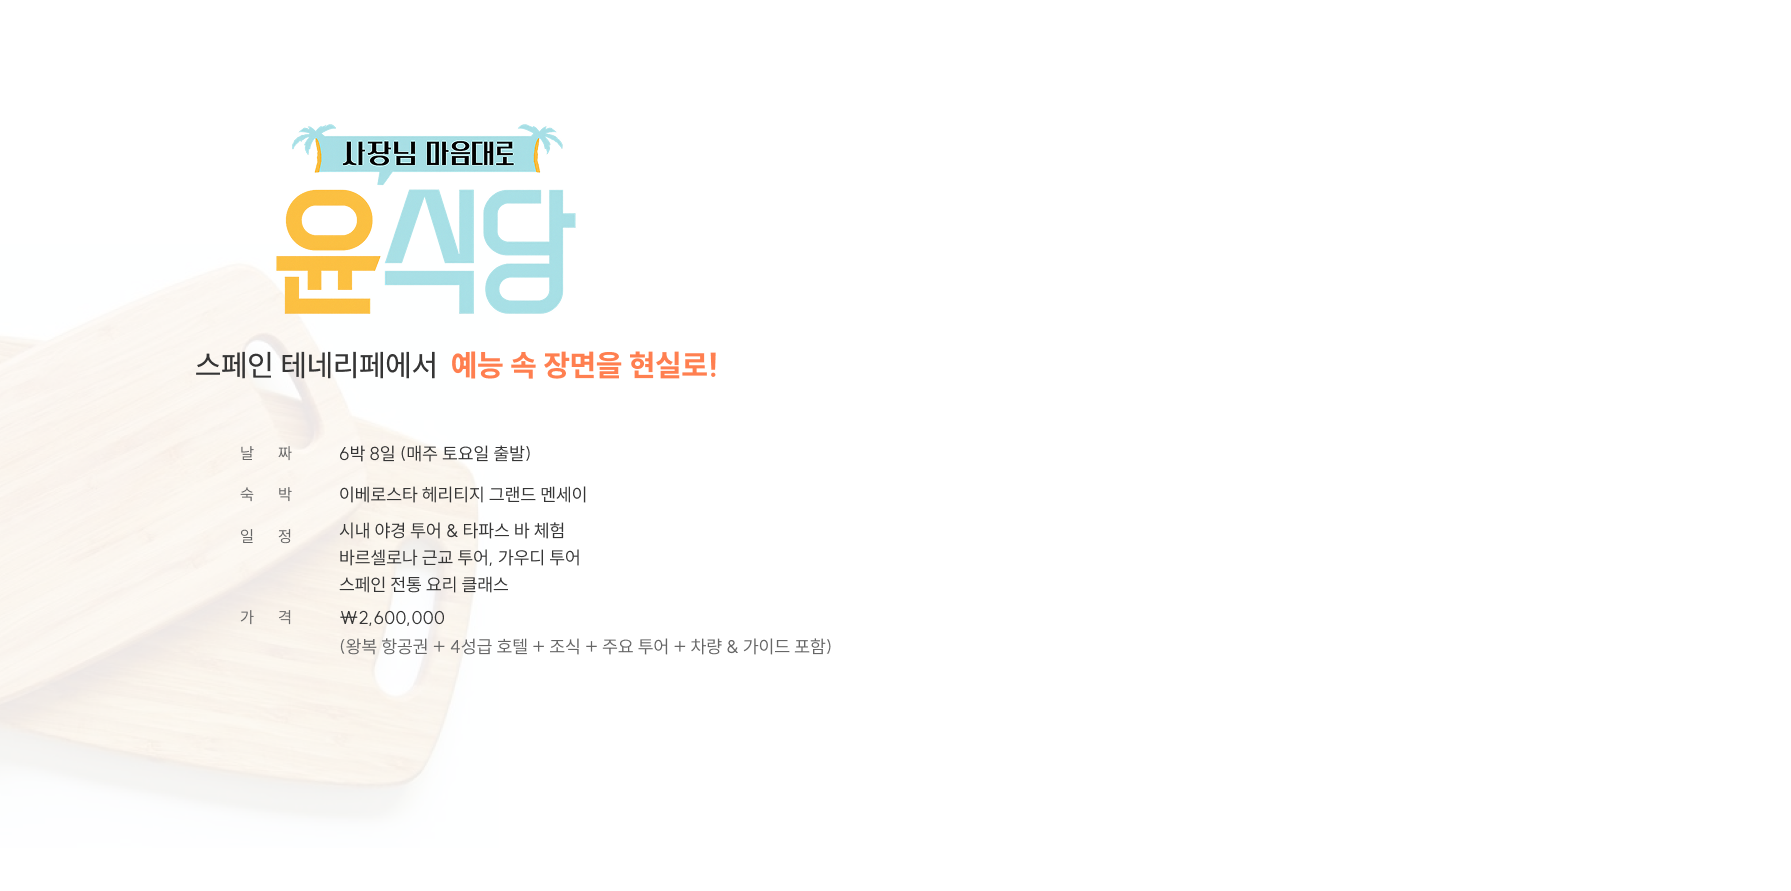 사장님 마음대로
윤식당
스페인 테네리페에서 예능 속 장면을 현실로!
날 짜 6박 8일 (매주 토요일 출발)
숙 박 이베로스타 헤리티지 그랜드 멘세이
일 정 시내 야경 투어 & 타파스 바 체험
바르셀로나 근교 투어, 가우디 투어
스페인 전통 요리 클래스
가 격 ₩2,600,000
(왕복 항공권 + 4성급 호텔 + 조식 + 주요 투어 + 차량 & 가이드 포함)